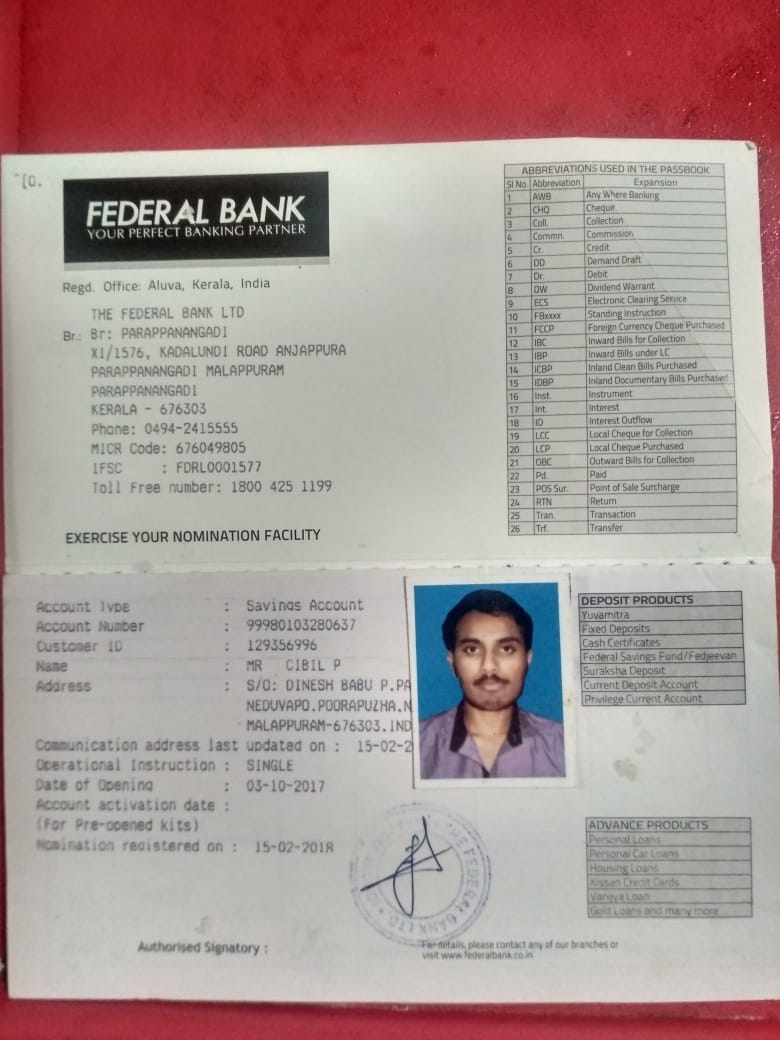 FEDERAL BANK
YOUR PERFECT BANKING PARTNER
Regd. Office: Aluva, Kerala, India
THE FEDERAL BANK LTD
Br.: Br: PARAPPANANGADI
X1/1576, KADALUNDI ROAD ANJAPPURA
PARAPPANANGADI MALAPPURAM
PARAPPANANGADI
KERALA - 676303
Phone: 0494-2415555
MICR Code: 676049805
IFSC : FDRL0001577
Toll Free number: 1800 425 1199
EXERCISE YOUR NOMINATION FACILITY
ABBREVIATIONS USED IN THE PASSBOOK
Sl No. Abbreviation Expansion
1 AWB Any Where Banking
2 CHQ Cheque
3 Coll. Collection
4 Commn. Commission
5 Cr. Credit
6 DD Demand Draft
7 Dr. Debit
8 DW Dividend Warrant
9 ECS Electronic Clearing Service
10 FBxxxx Standing Instruction
11 FCCP Foreign Currency Cheque Purchased
12 IBC Inward Bills for Collection
13 IBP Inward Bills under LC
14 ICBP Inland Clean Bills Purchased
15 IDBP Inland Documentary Bills Purchased
16 Inst. Instrument
17 Int. Interest
18 IO Interest Outflow
19 LCC Local Cheque for Collection
20 LCP Local Cheque Purchased
21 OBC Outward Bills for Collection
22 Pd. Paid
23 POS Sur. Point of Sale Surcharge
24 RTN Return
25 Tran. Transaction
26 Trf. Transfer
Account Type : Savings Account
Account Number : 99980103280637
Customer ID : 129356996
Name : MR CIBIL P
Address : S/O: DINESH BABU P.PA
NEDUVAPO.POORAPUZHA.N
MALAPPURAM-676303.IND
Communication address last updated on : 15-02-2
Operational Instruction : SINGLE
Date of Opening : 03-10-2017
Account activation date :
(For Pre-opened kits)
Nomination registered on : 15-02-2018
Authorised Signatory :
THE FEDERAL BANK LTD
DEPOSIT PRODUCTS
Yuvamitra
Fixed Deposits
Cash Certificates
Federal Savings Fund/Fedjeevan
Suraksha Deposit
Current Deposit Account
Privilege Current Account
ADVANCE PRODUCTS
Personal Loans
Personal Car Loans
Housing Loans
Kissan Credit Cards
Vanijya Loan
Gold Loans and many more
For details, please contact any of our branches or
visit www.federalbank.co.in